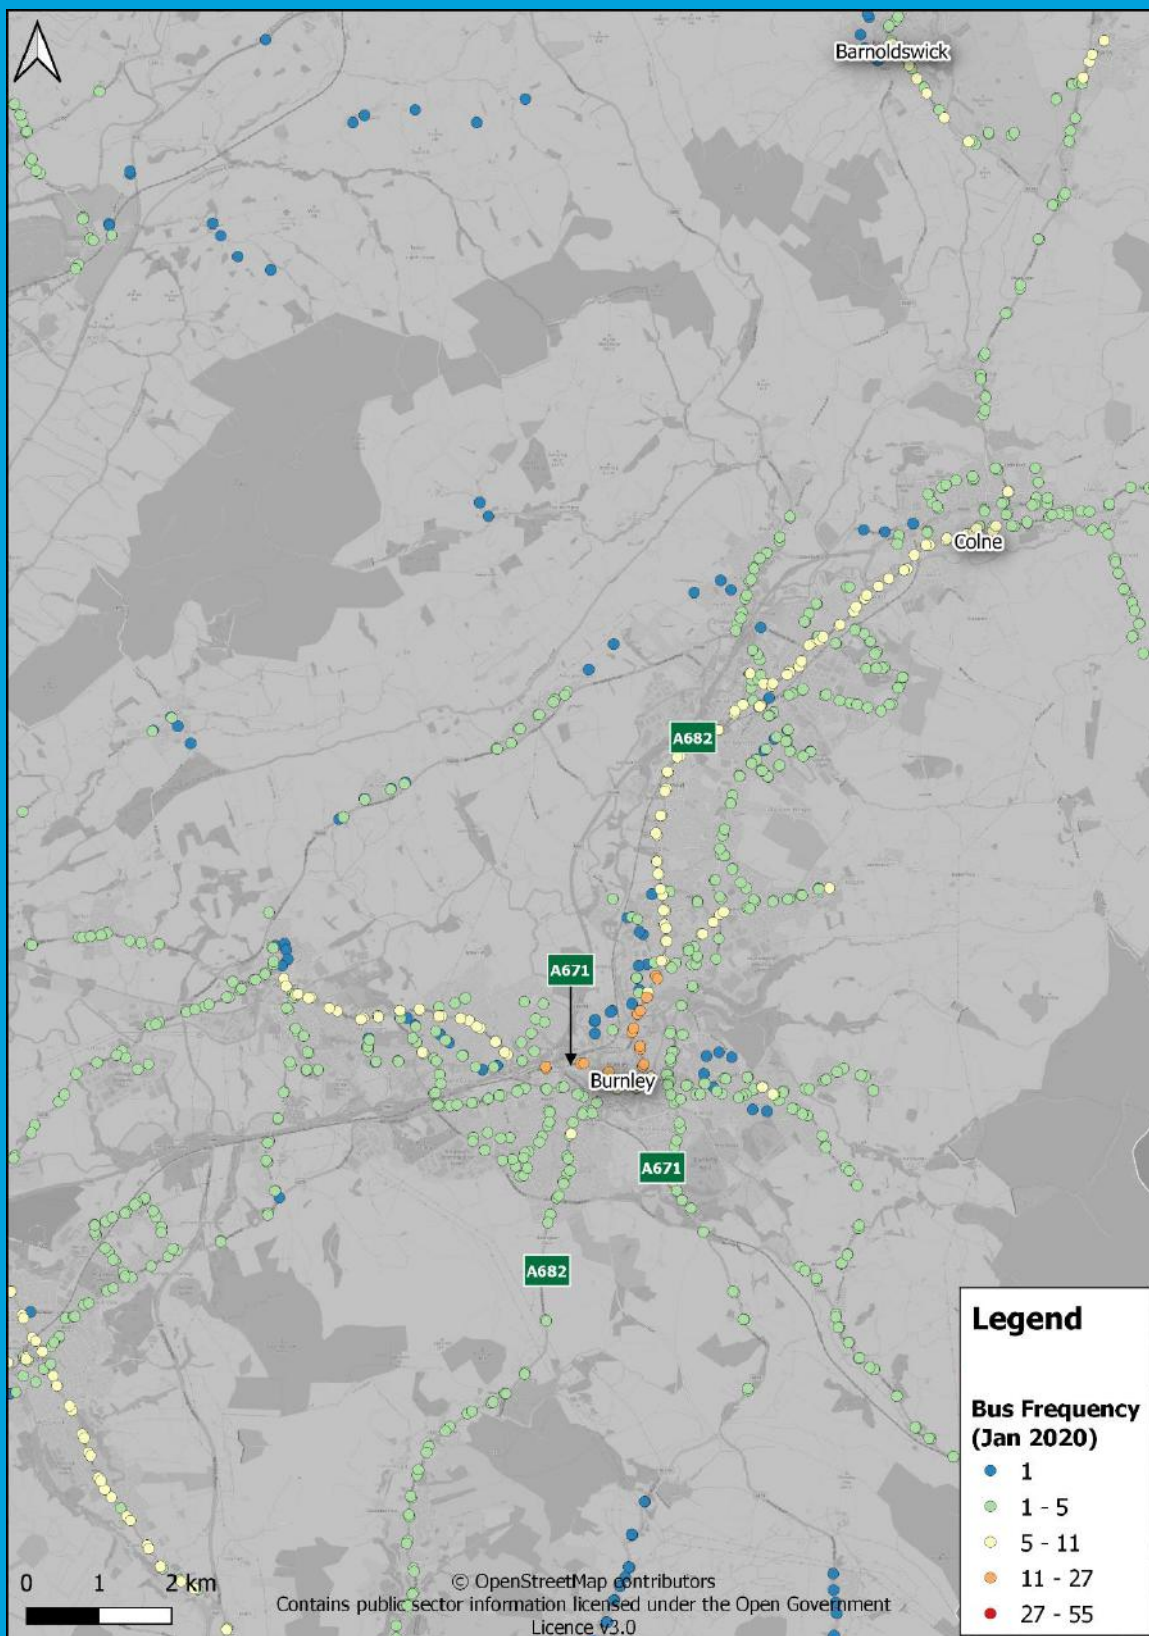 Barnoldswick
Colne
A682
A671
Burnley
A671
A682
Legend
Bus Frequency
(Jan 2020)
1
1 - 5
5 - 11
11 - 27
27 - 55
0 1 2 km
© OpenStreetMap contributors
Contains public sector information licensed under the Open Government
Licence v3.0